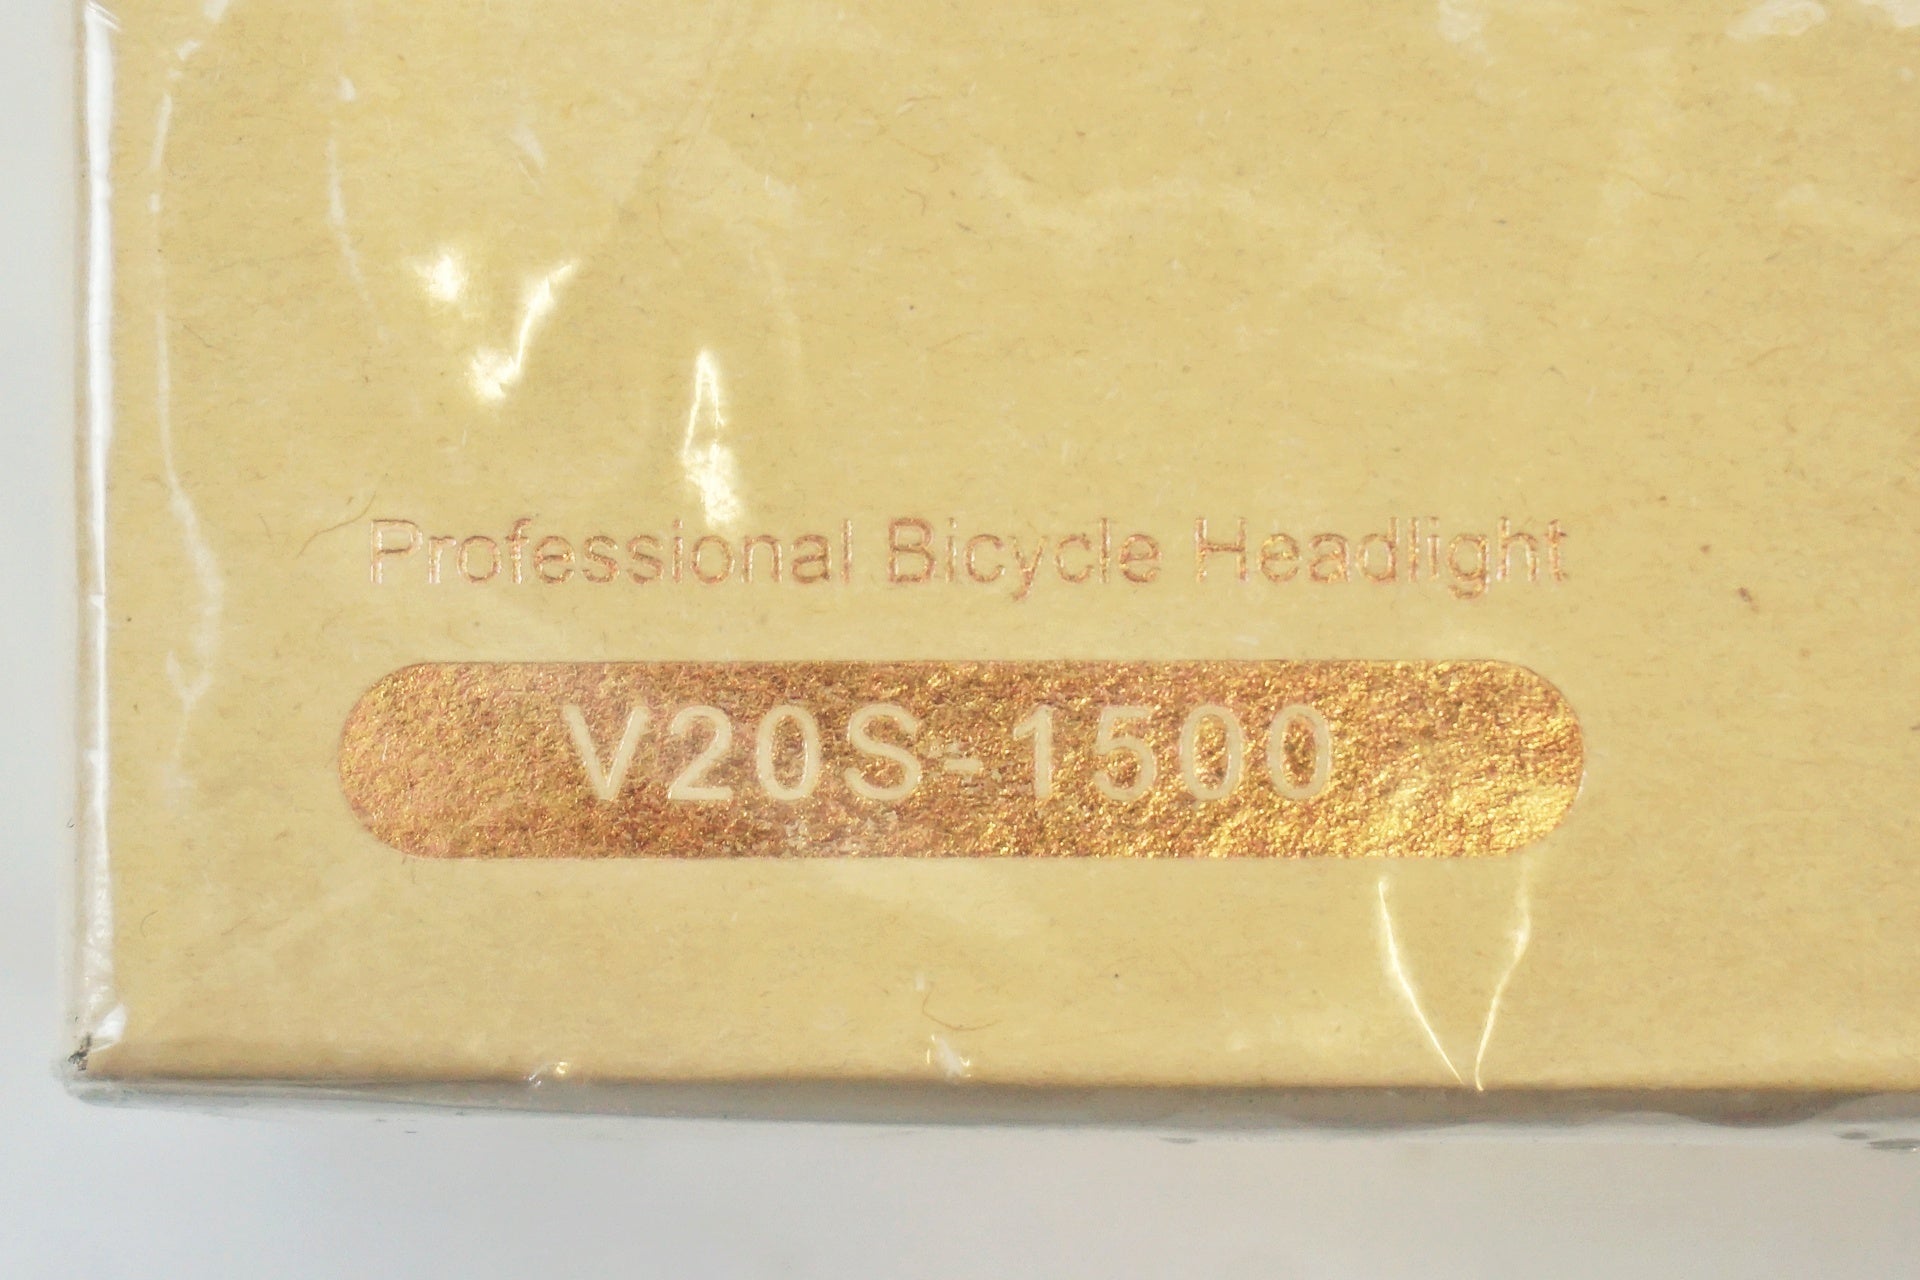 Professional Bicycle Headlight
V20S-1500